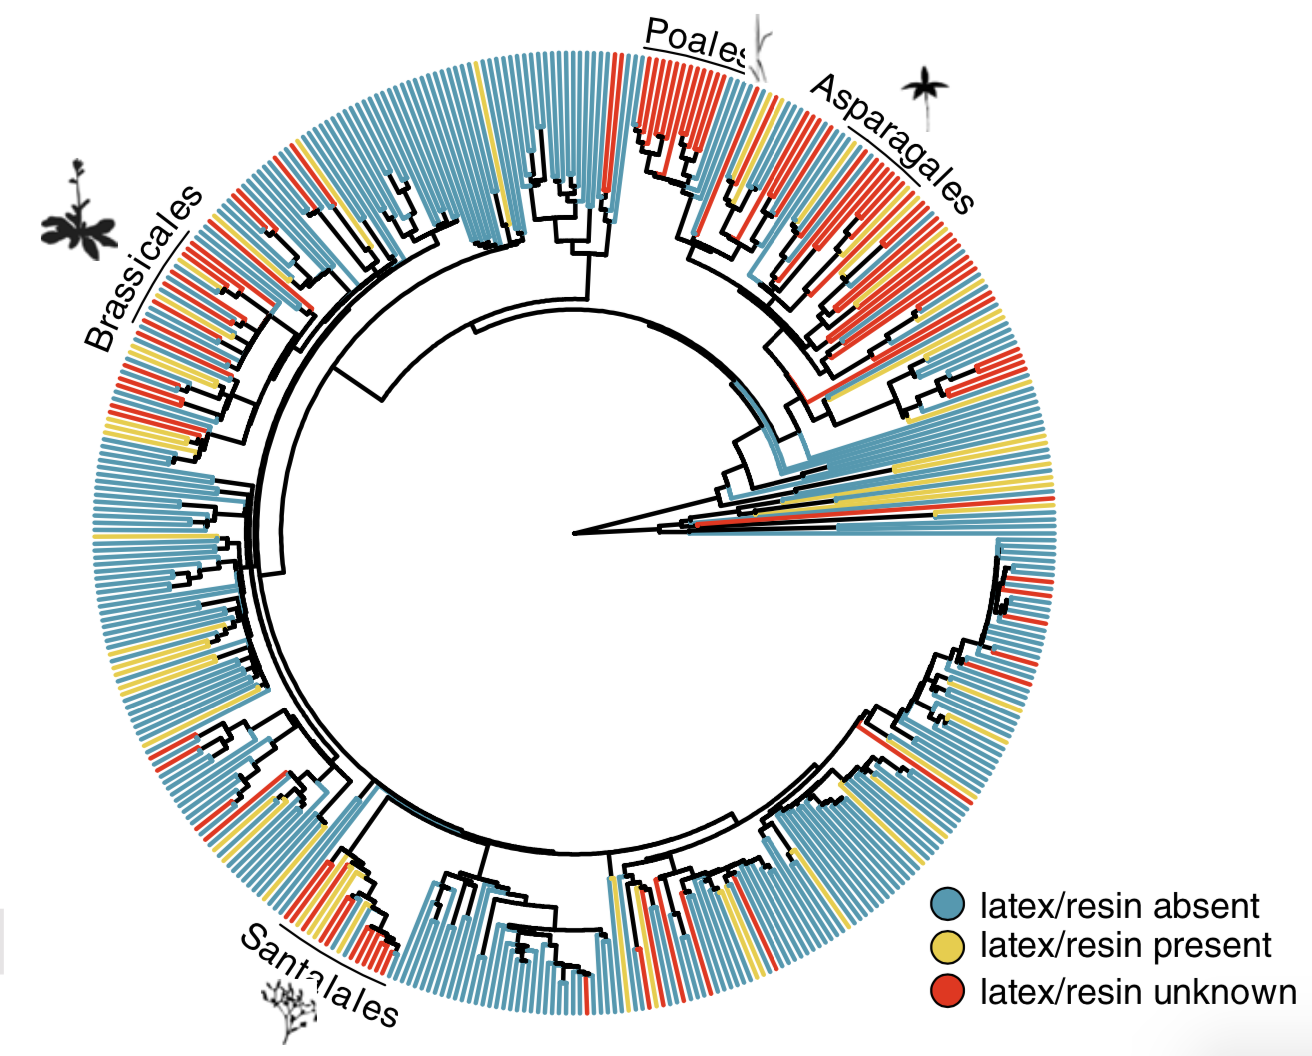 Poales
Asparagales
Brassicales
Santalales
latex/resin absent
latex/resin present
latex/resin unknown